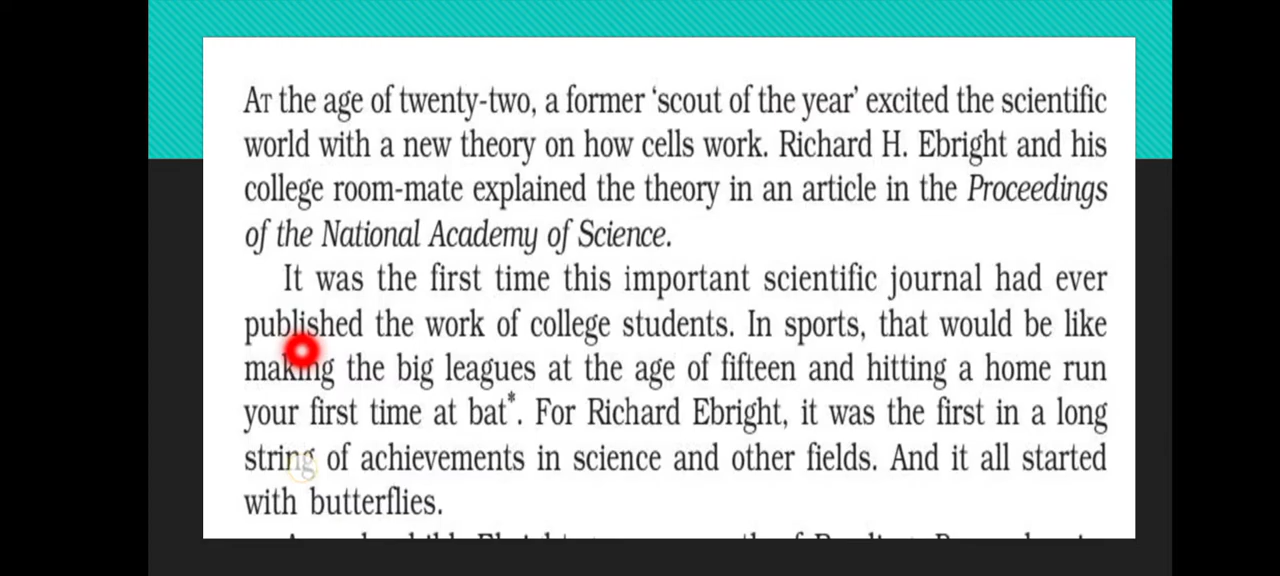 AT the age of twenty-two, a former ‘scout of the year’ excited the scientific
world with a new theory on how cells work. Richard H. Ebright and his
college room-mate explained the theory in an article in the Proceedings
of the National Academy of Science.
It was the first time this important scientific journal had ever
published the work of college students. In sports, that would be like
making the big leagues at the age of fifteen and hitting a home run
your first time at bat*. For Richard Ebright, it was the first in a long
string of achievements in science and other fields. And it all started
with butterflies.